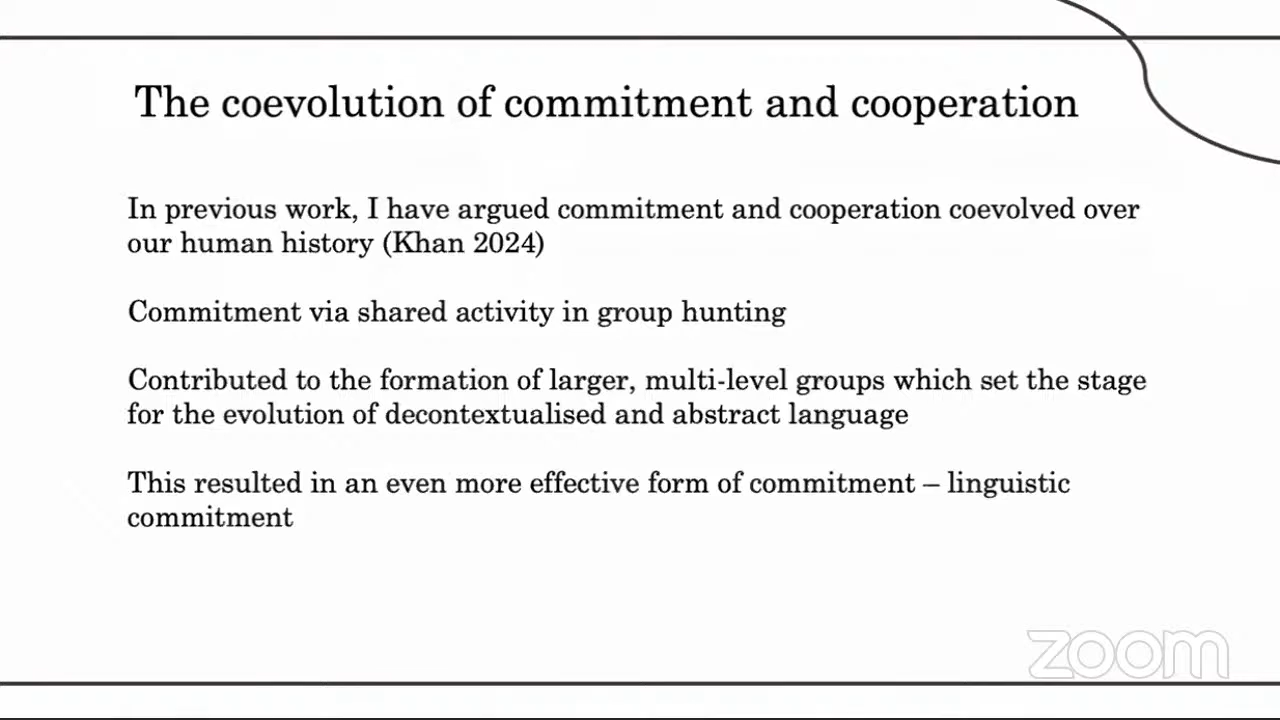 The coevolution of commitment and cooperation
In previous work, I have argued commitment and cooperation coevolved over
our human history (Khan 2024)
Commitment via shared activity in group hunting
Contributed to the formation of larger, multi-level groups which set the stage
for the evolution of decontextualised and abstract language
This resulted in an even more effective form of commitment – linguistic
commitment
zoom